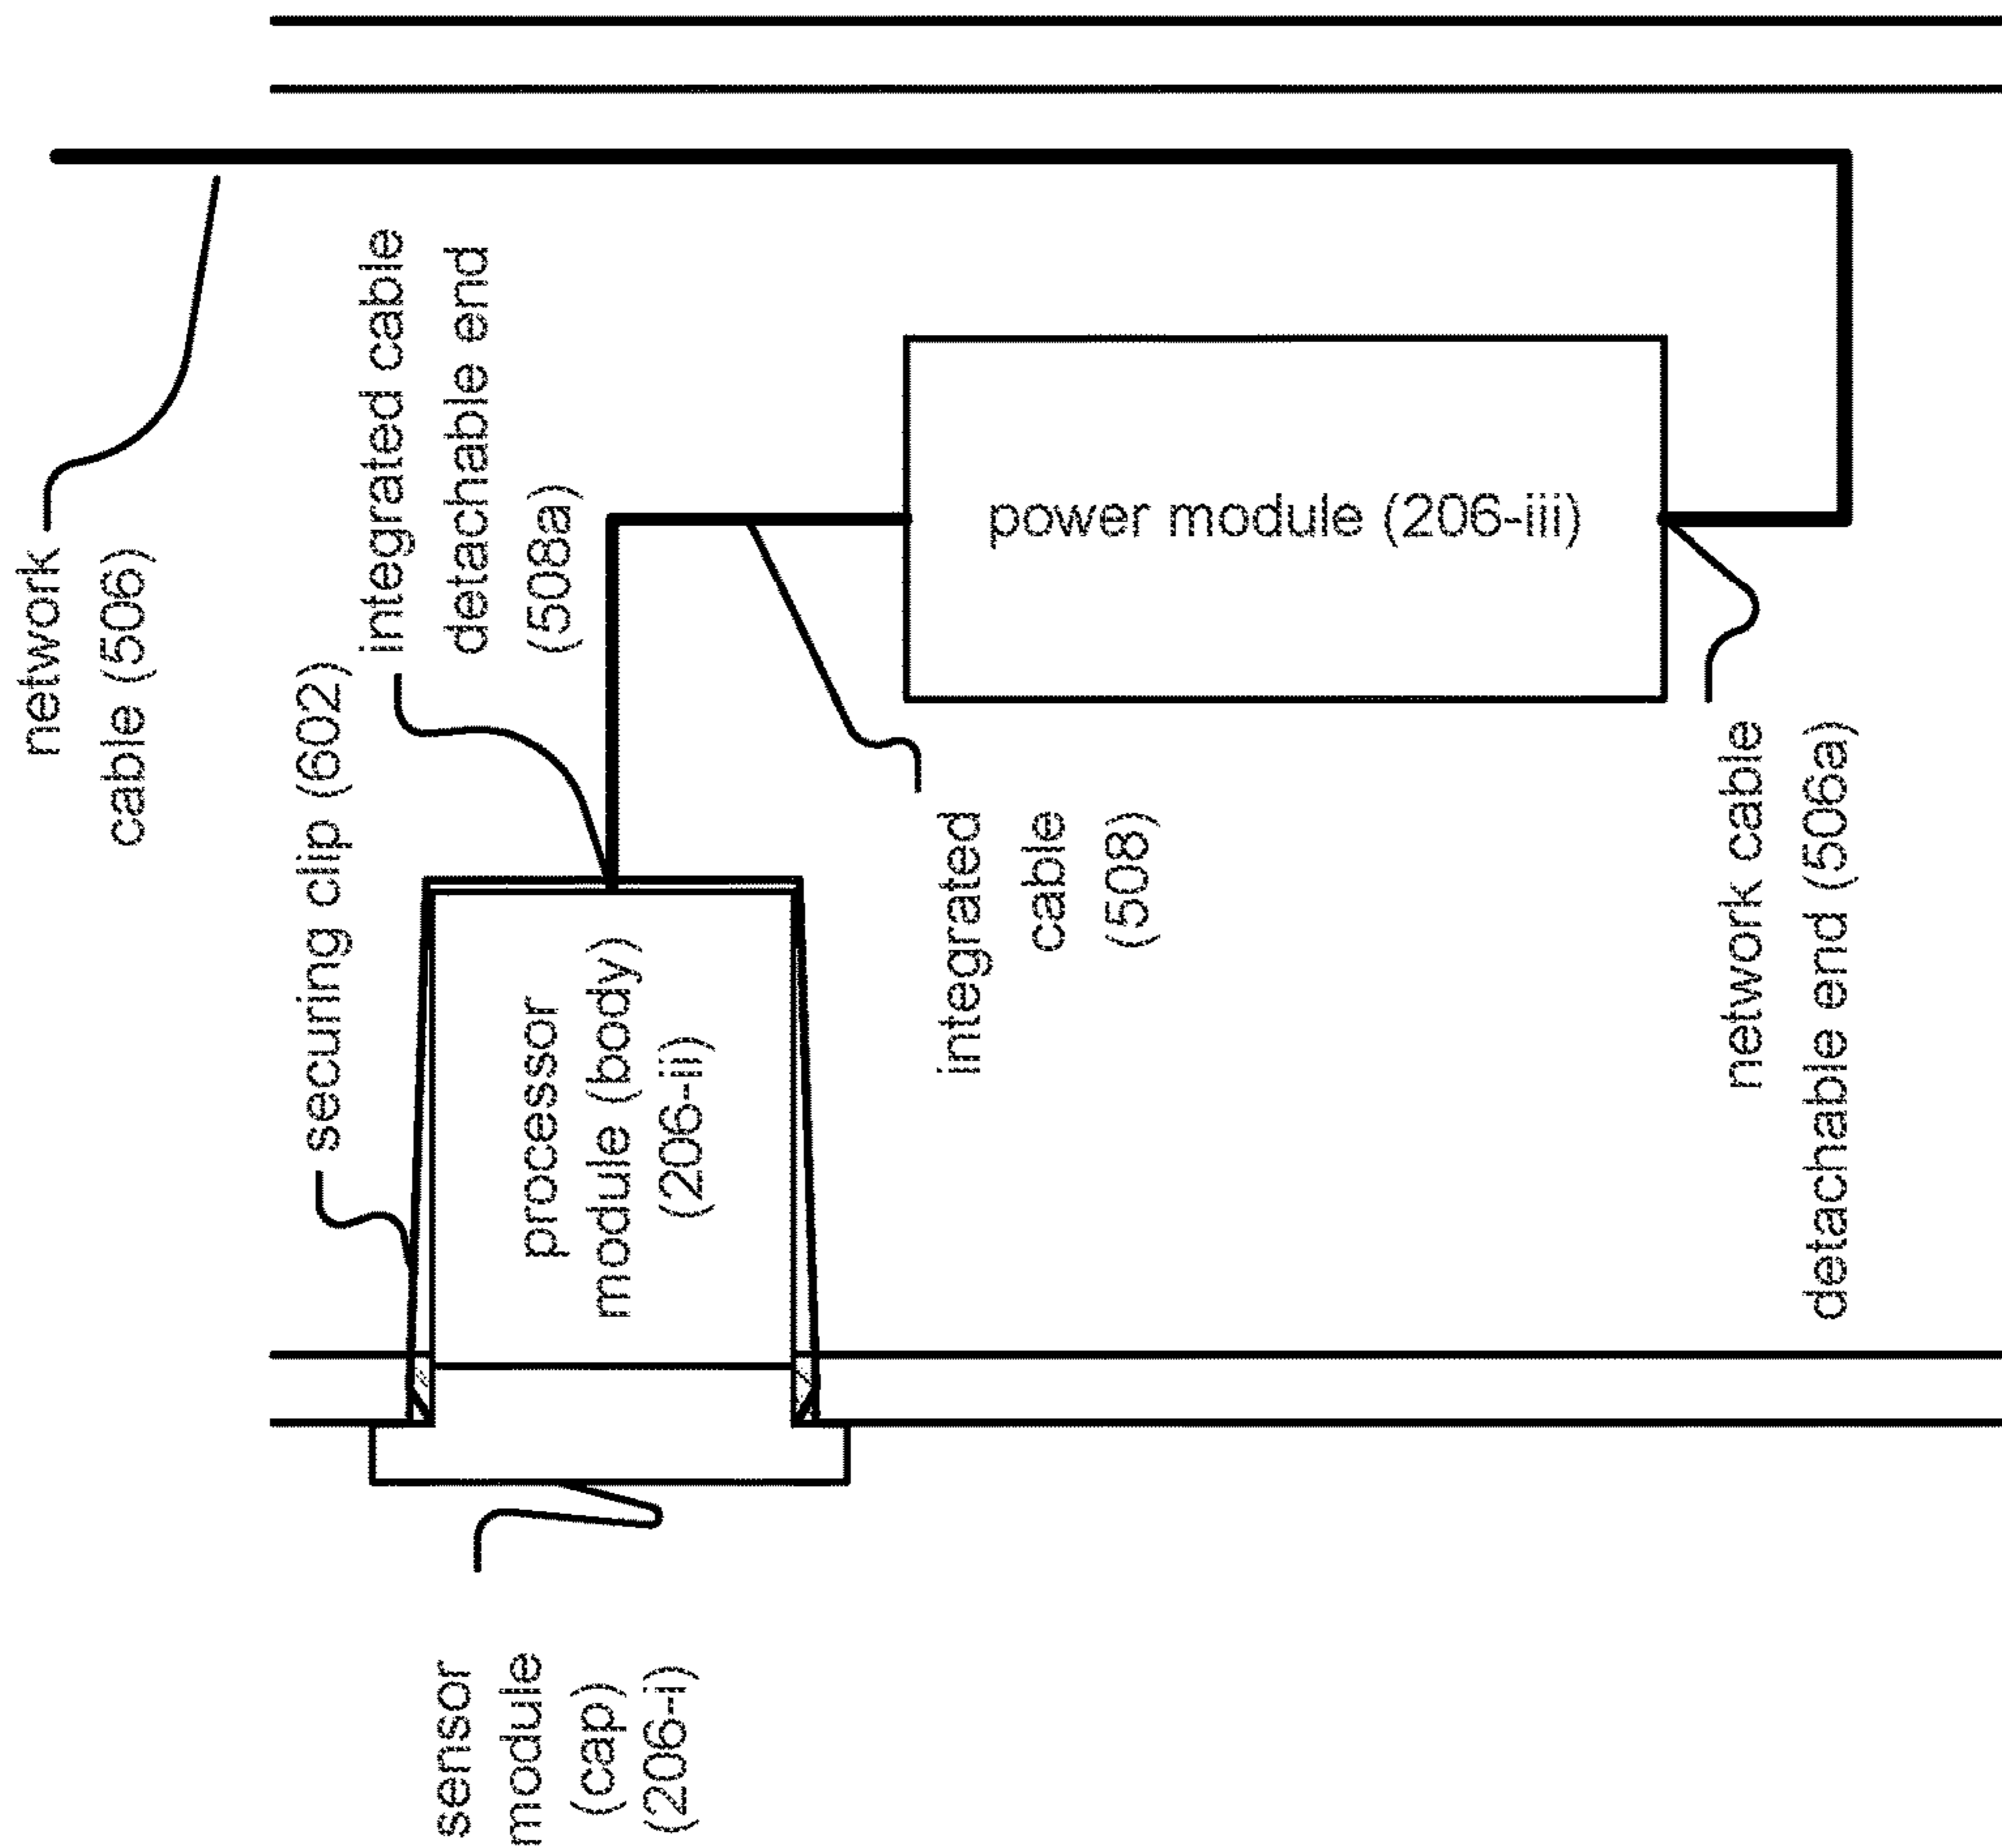 network
cable (506)
securing clip (602)
integrated cable
detachable end
(508a)
power module (206-iii)
processor
module (body)
(206-ii)
integrated
cable
(508)
network cable
detachable end (506a)
sensor
module
(cap)
(206-i)